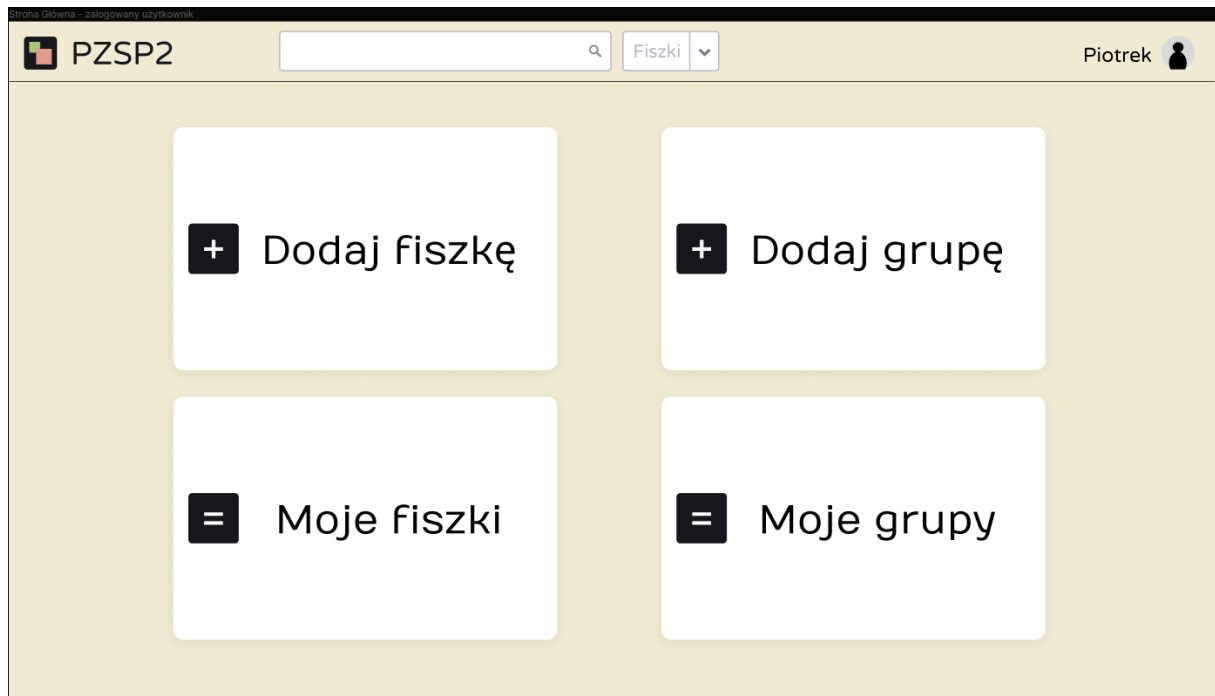 Strona Główna - zalogowany użytkownik
PZSP2
Fiszki
Piotrek
+ Dodaj fiszkę
+ Dodaj grupę
= Moje fiszki
= Moje grupy